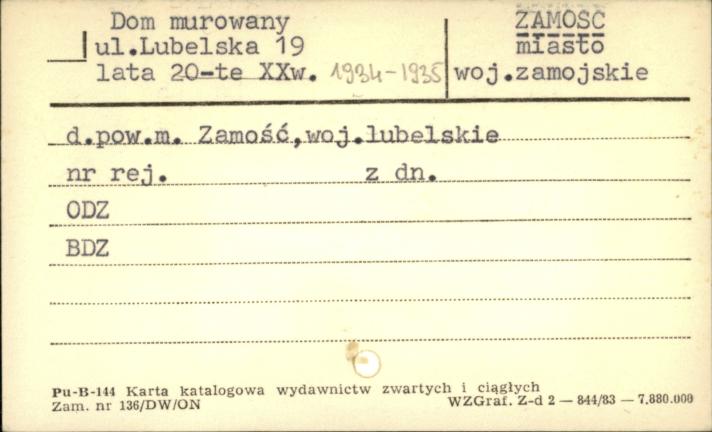 Dom murowany
ul.Lubelska 19
lata 20-te XXw. 1934-1935
ZAMOŚC
miasto
woj.zamojskie
d.pow.m. Zamość,woj.lubelskie
nr rej. z dn.
ODZ
BDZ
Pu-B-144 Karta katalogowa wydawnictw zwartych i ciągłych
Zam. nr 136/DW/ON WZGraf. Z-d 2 — 844/83 — 7.880.000